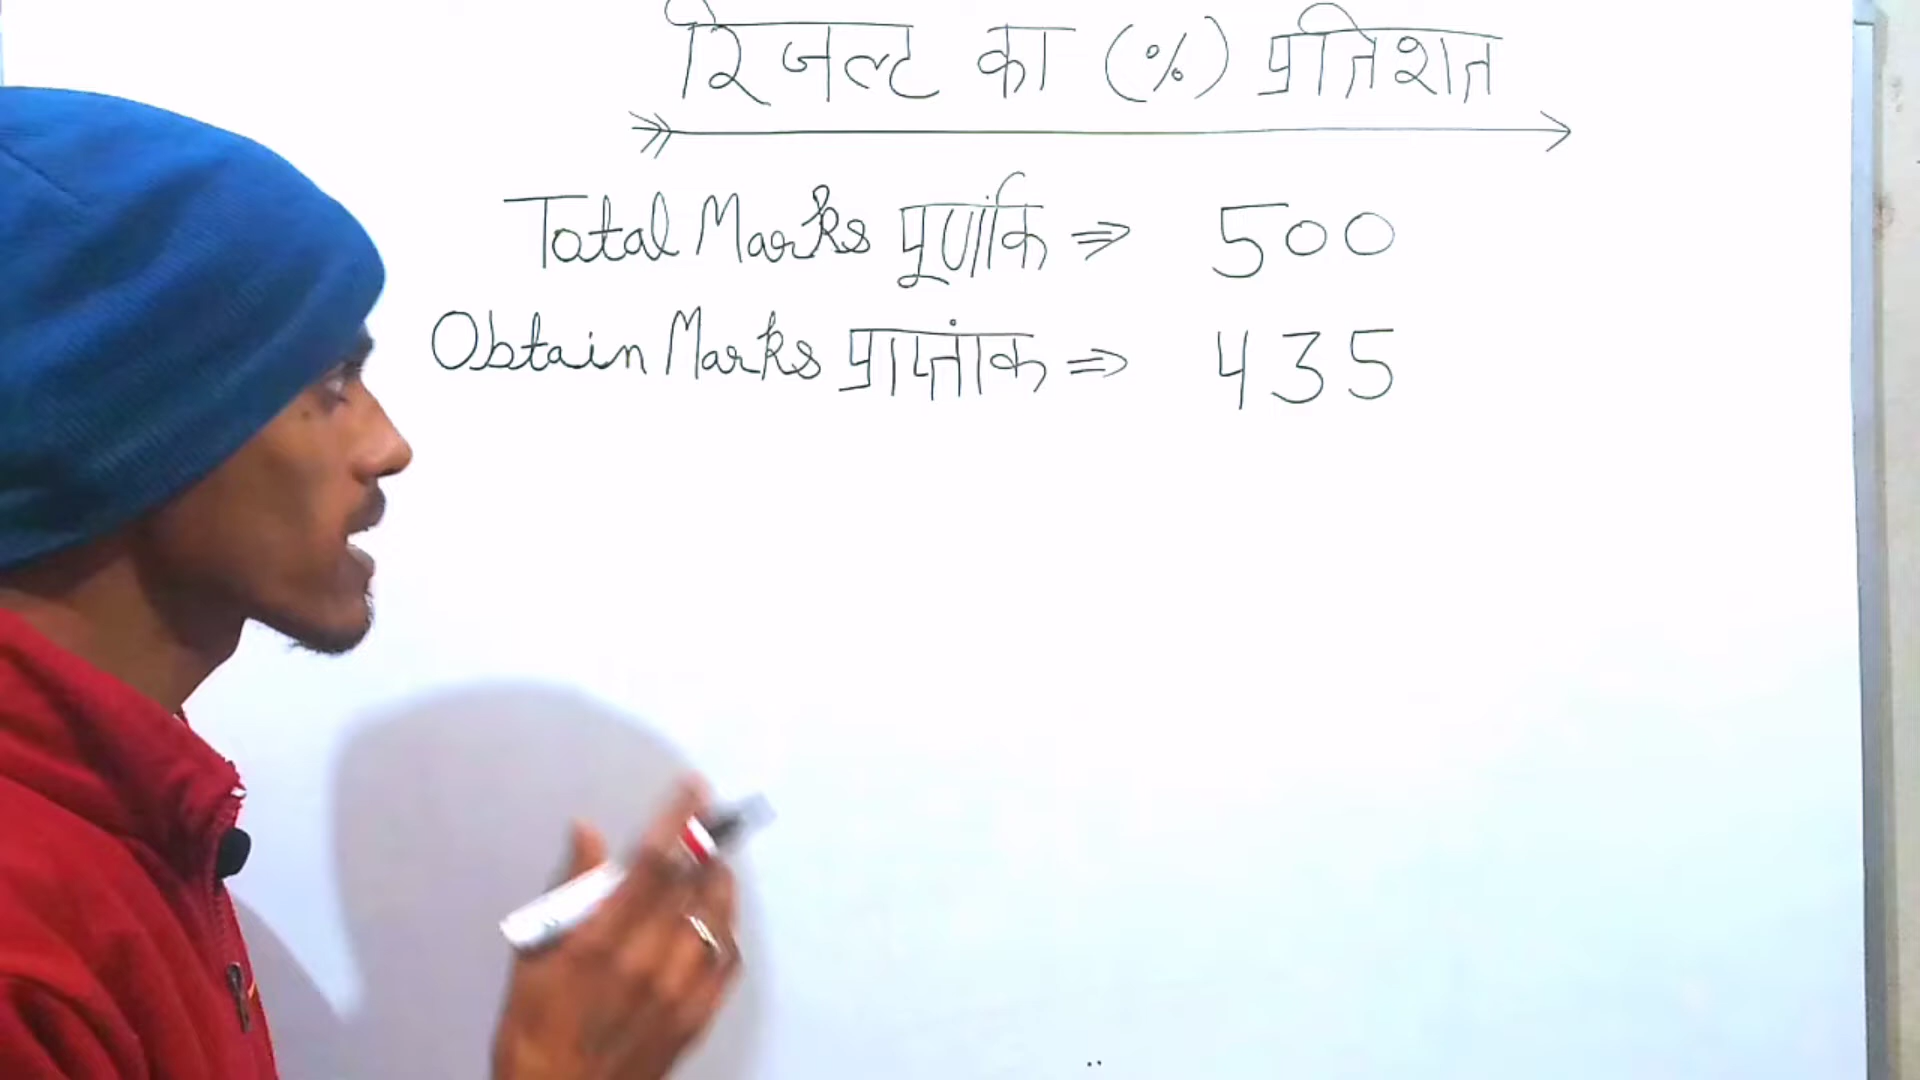 रिजल्ट का (%) प्रतिशत
Total Marks पूर्णांक ⇒ 500
Obtain Marks प्राप्तांक ⇒ 435